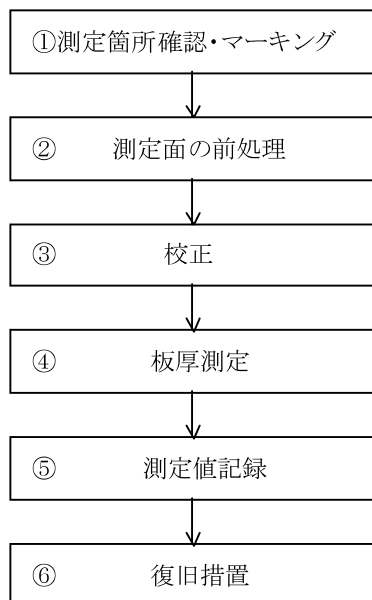 ①測定箇所確認・マーキング
② 測定面の前処理
③ 校正
④ 板厚測定
⑤ 測定値記録
⑥ 復旧措置